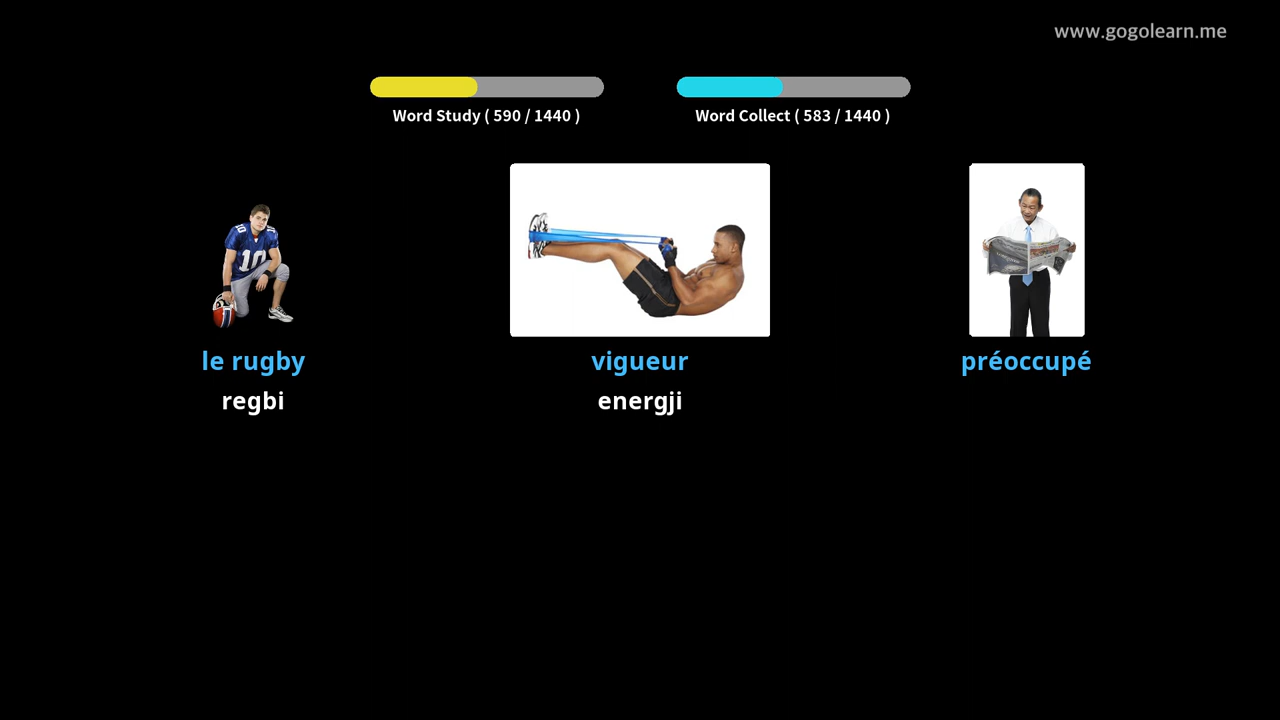 www.gogolearn.me
Word Study ( 590 / 1440 )
Word Collect ( 583 / 1440 )
le rugby
vigueur
préoccupé
regbi
energji